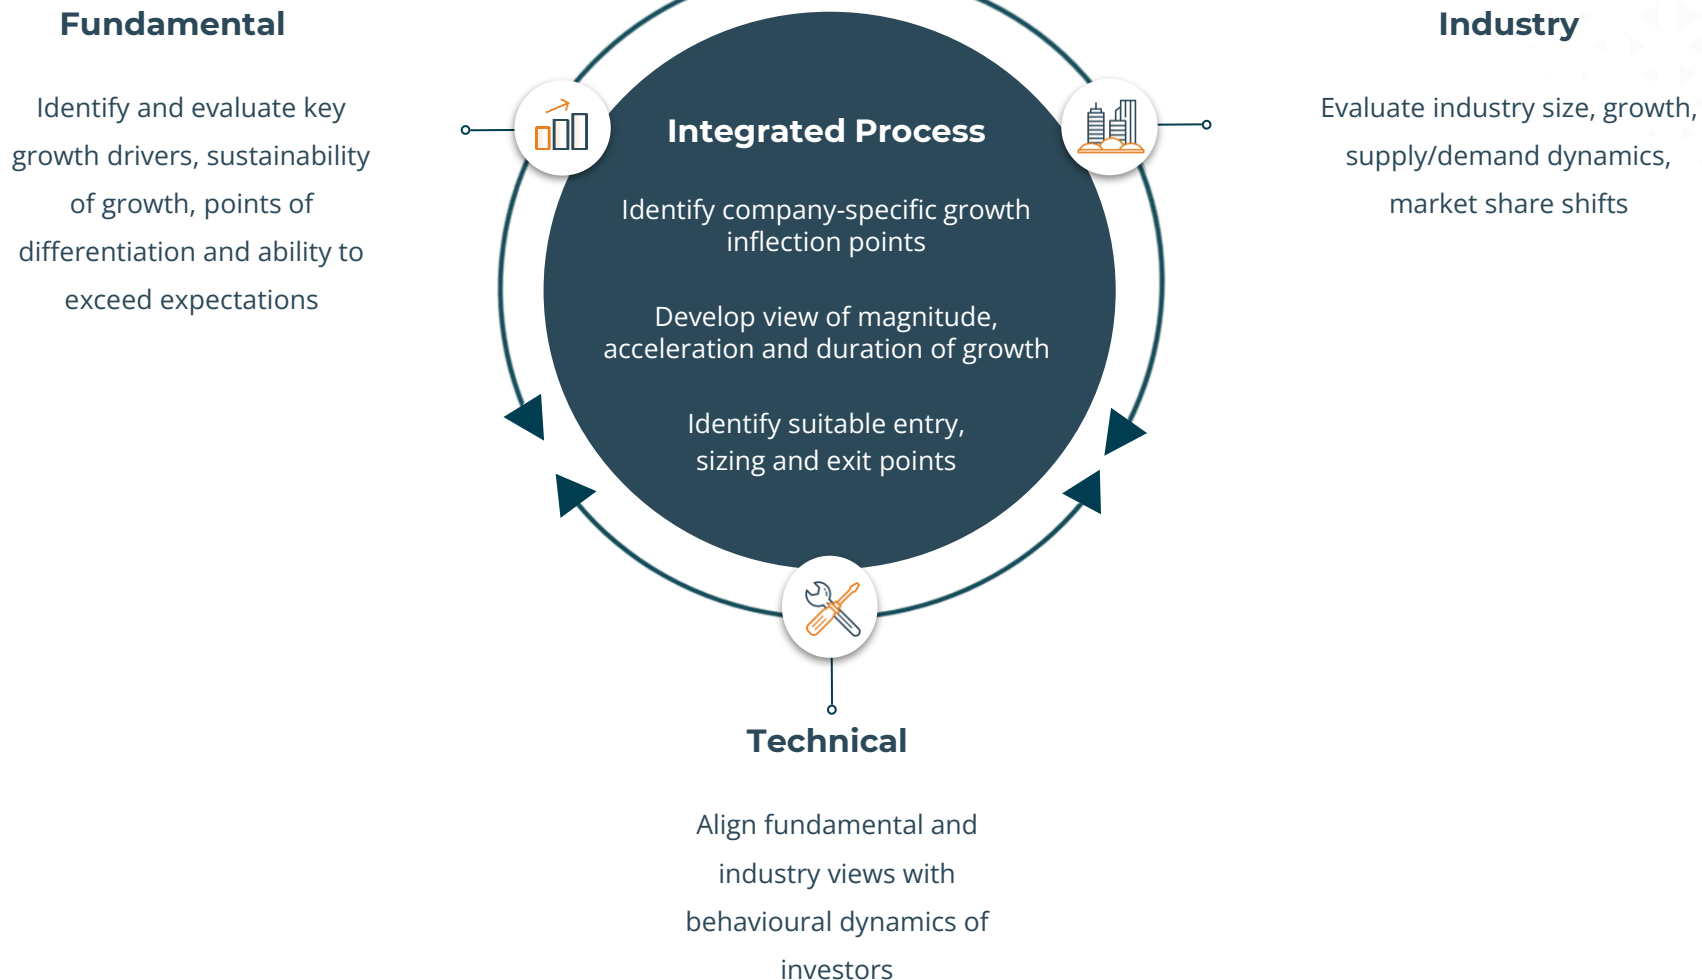 Fundamental
Identify and evaluate key
growth drivers, sustainability
of growth, points of
differentiation and ability to
exceed expectations
Integrated Process
Identify company-specific growth
inflection points
Develop view of magnitude,
acceleration and duration of growth
Identify suitable entry,
sizing and exit points
Industry
Evaluate industry size, growth,
supply/demand dynamics,
market share shifts
Technical
Align fundamental and
industry views with
behavioural dynamics of
investors